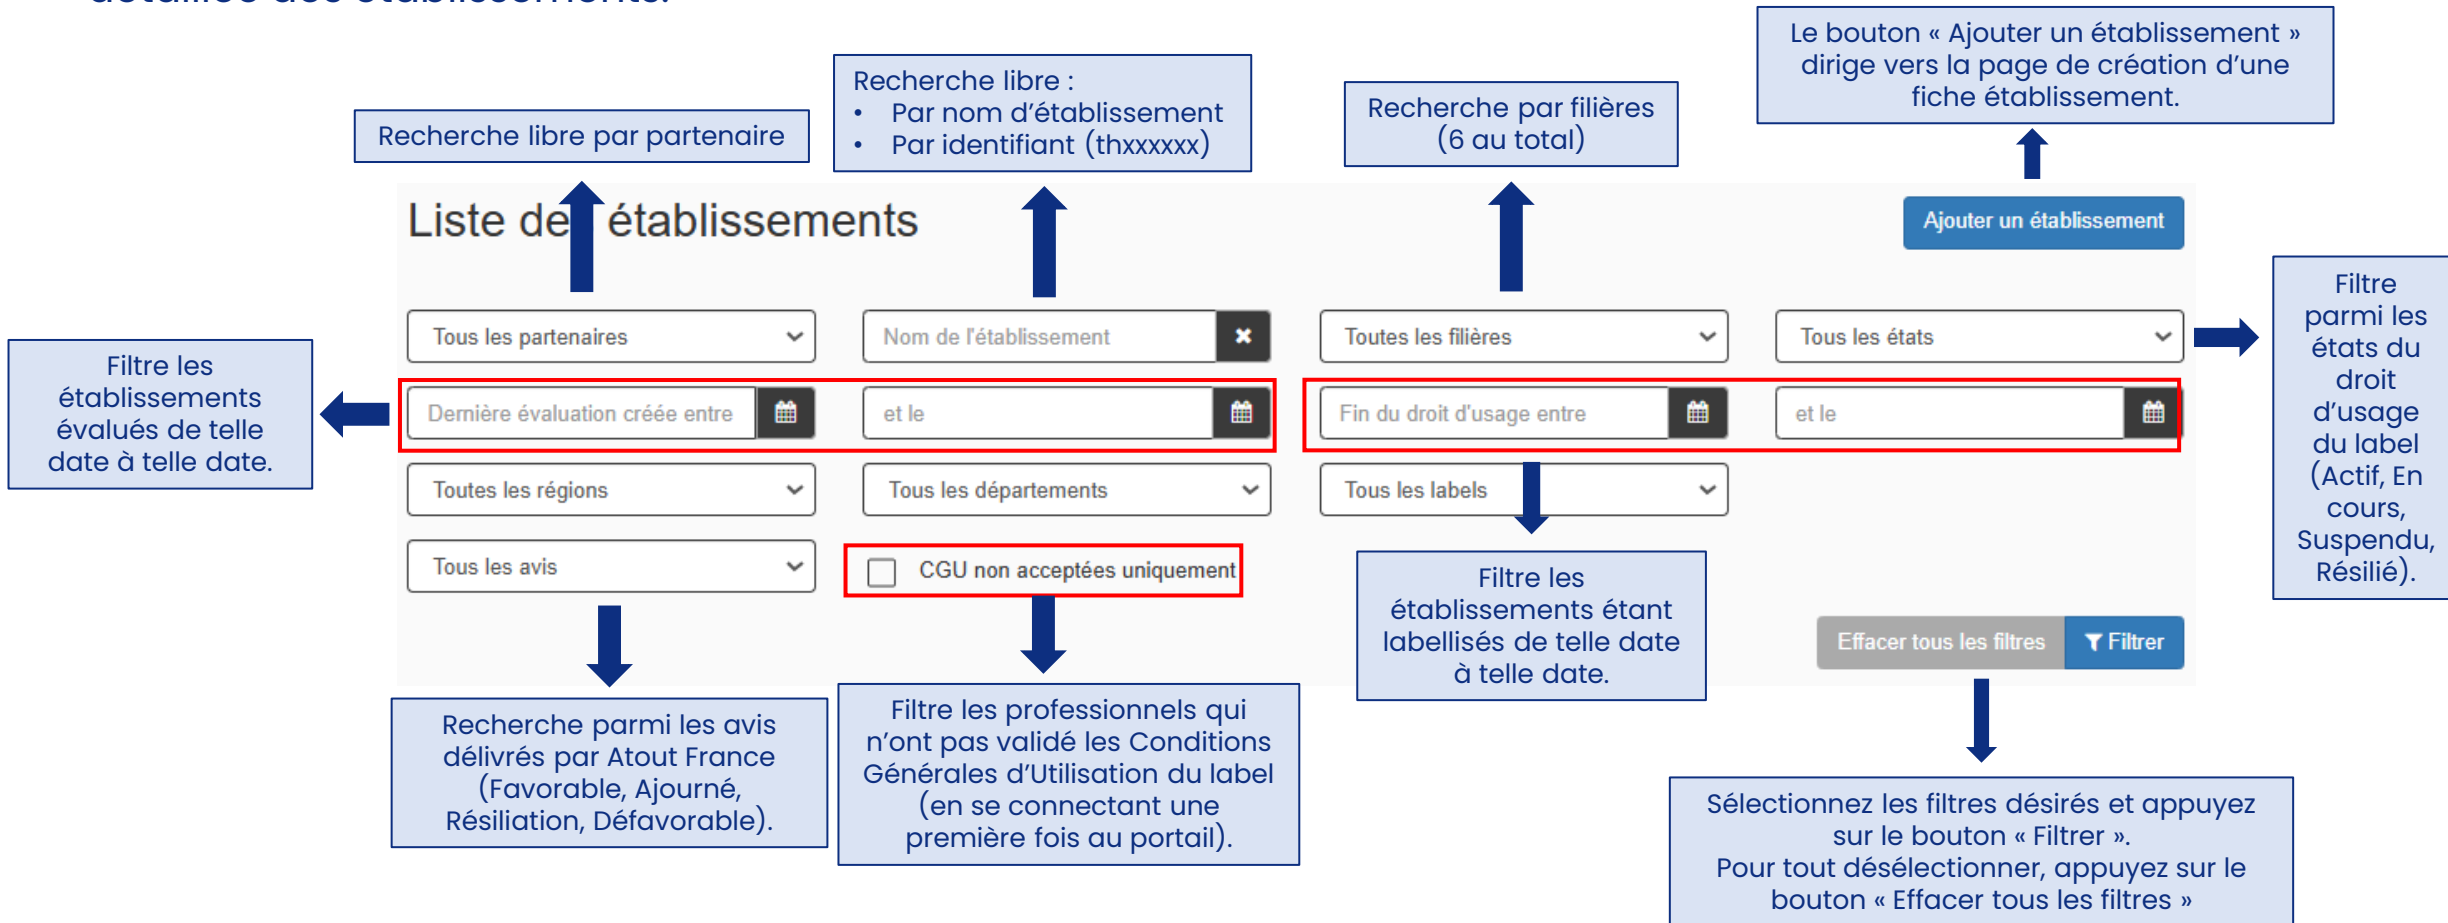 détaillée des établissements.
Le bouton « Ajouter un établissement »
dirige vers la page de création d’une
fiche établissement.
Recherche libre :
• Par nom d’établissement
• Par identifiant (thxxxxxx)
Recherche par filières
(6 au total)
Recherche libre par partenaire
Liste de établissements
Ajouter un établissement
Filtre
parmi les
états du
droit
d’usage
du label
(Actif, En
cours,
Suspendu,
Résilié).
Tous les partenaires
Nom de l'établissement
Toutes les filières
Tous les états
Filtre les
établissements
évalués de telle
date à telle date.
Dernière évaluation créée entre
et le
Fin du droit d'usage entre
et le
Toutes les régions
Tous les départements
Tous les labels
Tous les avis
CGU non acceptées uniquement
Filtre les
établissements étant
labellisés de telle date
à telle date.
Effacer tous les filtres
Filtrer
Recherche parmi les avis
délivrés par Atout France
(Favorable, Ajourné,
Résiliation, Défavorable).
Filtre les professionnels qui
n’ont pas validé les Conditions
Générales d’Utilisation du label
(en se connectant une
première fois au portail).
Sélectionnez les filtres désirés et appuyez
sur le bouton « Filtrer ».
Pour tout désélectionner, appuyez sur le
bouton « Effacer tous les filtres »